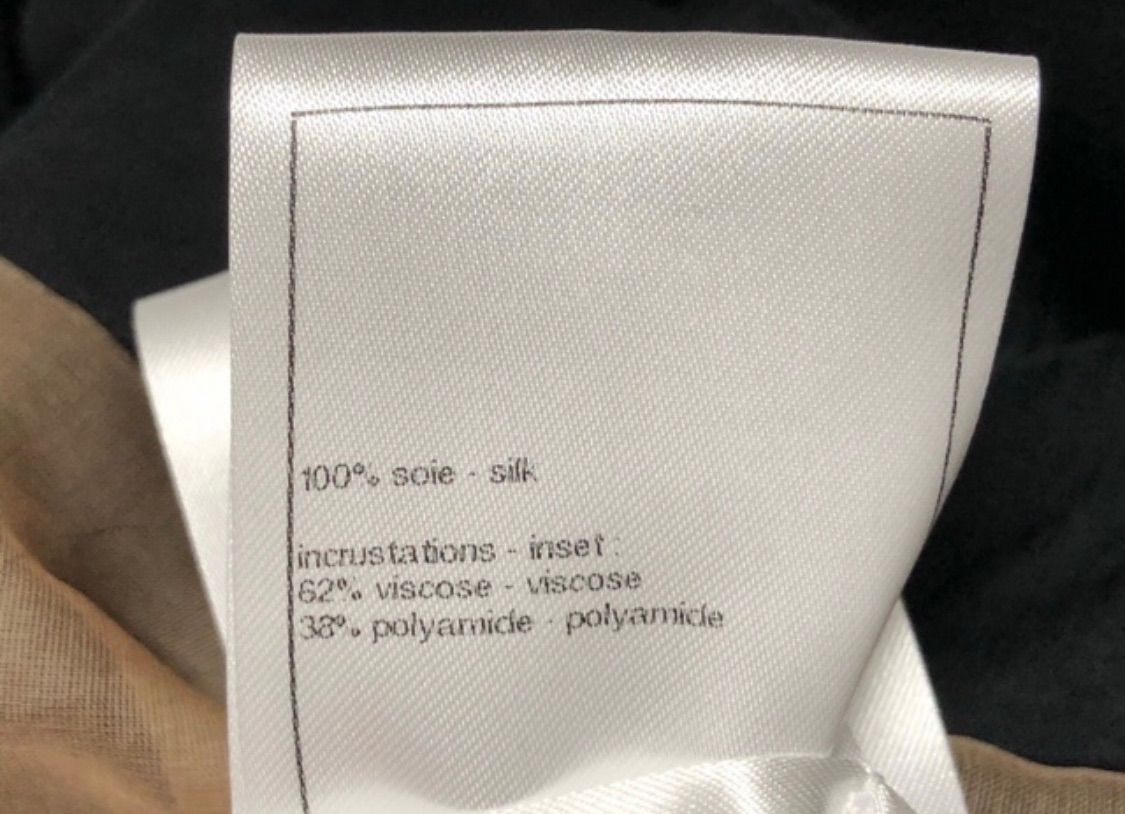 100% soie - silk
incrustations - inset :
62% viscose - viscose
38% polyamide - polyamide